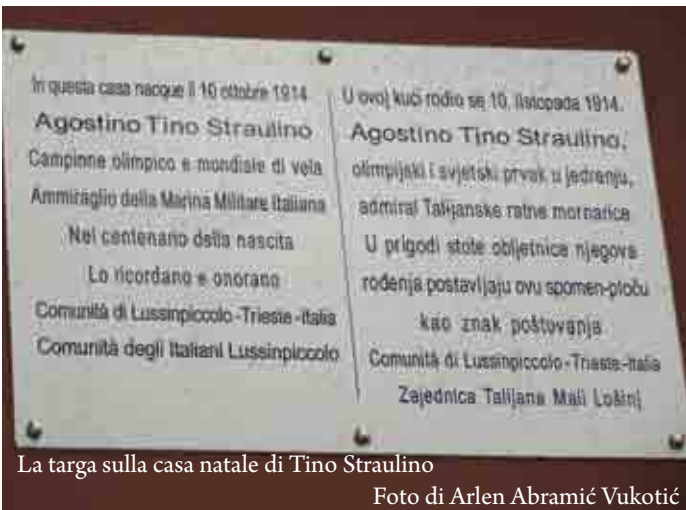 In questa casa nacque il 10 ottobre 1914
Agostino Tino Straulino
Campione olimpico e mondiale di vela
Ammiraglio della Marina Militare Italiana
Nel centenario della nascita
Lo ricordano e onorano
Comunità di Lussinpiccolo - Trieste - Italia
Comunità degli Italiani Lussinpiccolo
U ovoj kući rodio se 10. listopada 1914.
Agostino Tino Straulino,
olimpijski i svjetski prvak u jedrenju,
admiral Talijanske ratne mornarice
U prigodi stote obljetnice njegova
rođenja postavljaju ovu spomen-ploču
kao znak poštovanja
Comunità di Lussinpiccolo - Trieste - Italia
Zajednica Talijana Mali Lošinj
La targa sulla casa natale di Tino Straulino
Foto di Arlen Abramić Vukotić